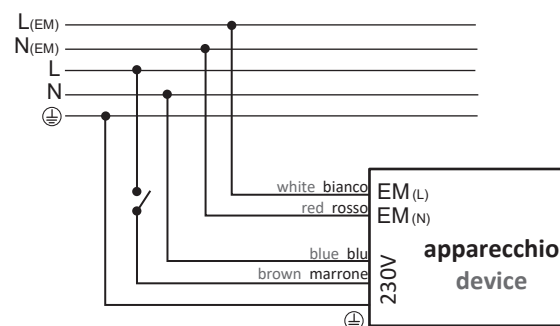 L(EM)
N(EM)
L
N
white bianco EM (L)
red rosso EM (N)
blue blu
brown marrone
230V
apparecchio
device